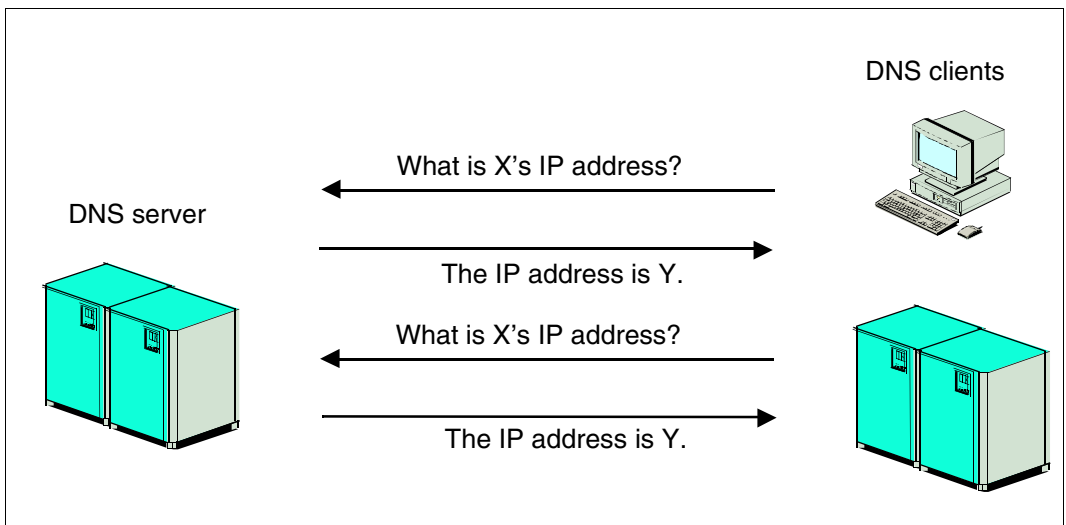 DNS clients
What is X's IP address?
DNS server
The IP address is Y.
What is X's IP address?
The IP address is Y.